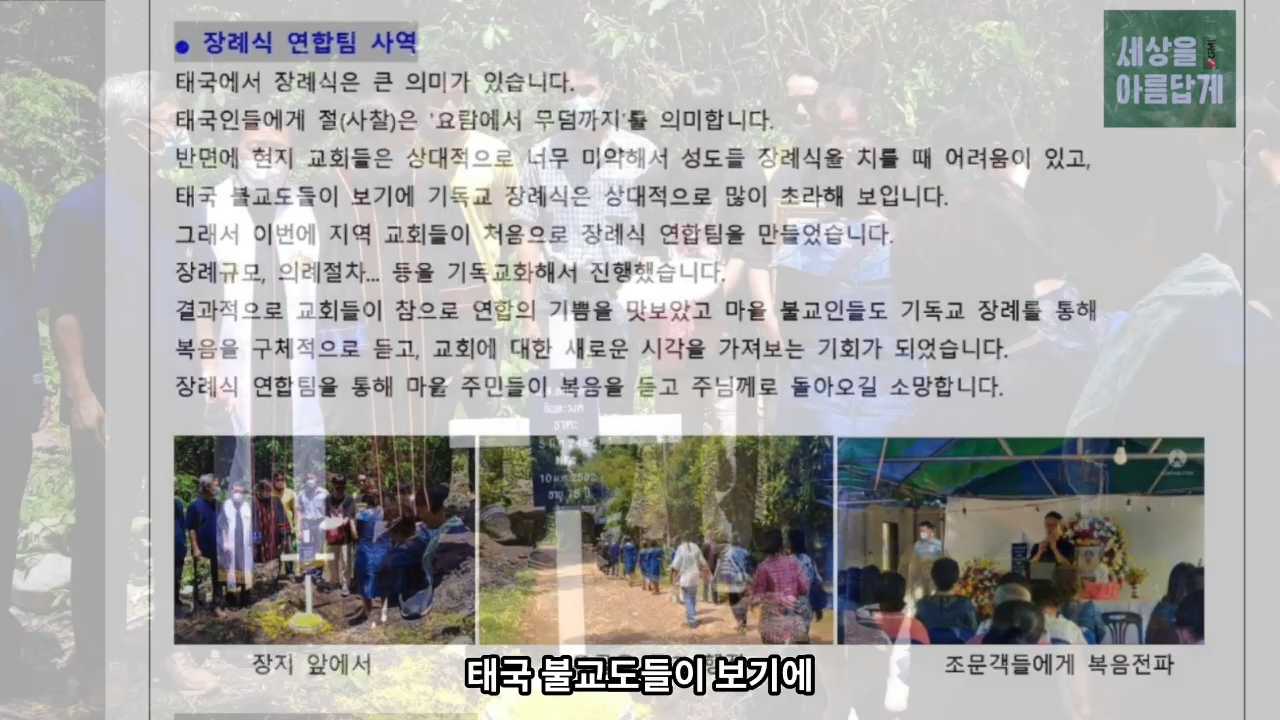 ● 장례식 연합팀 사역
세상을 GMI
아름답게
태국에서 장례식은 큰 의미가 있습니다.
태국인들에게 절(사찰)은 '요람에서 무덤까지'를 의미합니다.
반면에 현지 교회들은 상대적으로 너무 미약해서 성도들 장례식을 치를 때 어려움이 있고,
태국 불교도들이 보기에 기독교 장례식은 상대적으로 많이 초라해 보입니다.
그래서 이번에 지역 교회들이 처음으로 장례식 연합팀을 만들었습니다.
장례규모, 의례절차... 등을 기독교화해서 진행했습니다.
결과적으로 교회들이 참으로 연합의 기쁨을 맛보았고 마을 불교인들도 기독교 장례를 통해
복음을 구체적으로 듣고, 교회에 대한 새로운 시각을 가져보는 기회가 되었습니다.
장례식 연합팀을 통해 마을 주민들이 복음을 듣고 주님께로 돌아오길 소망합니다.
ชาตะ
장지 앞에서
조문객들에게 복음전파
태국 불교도들이 보기에